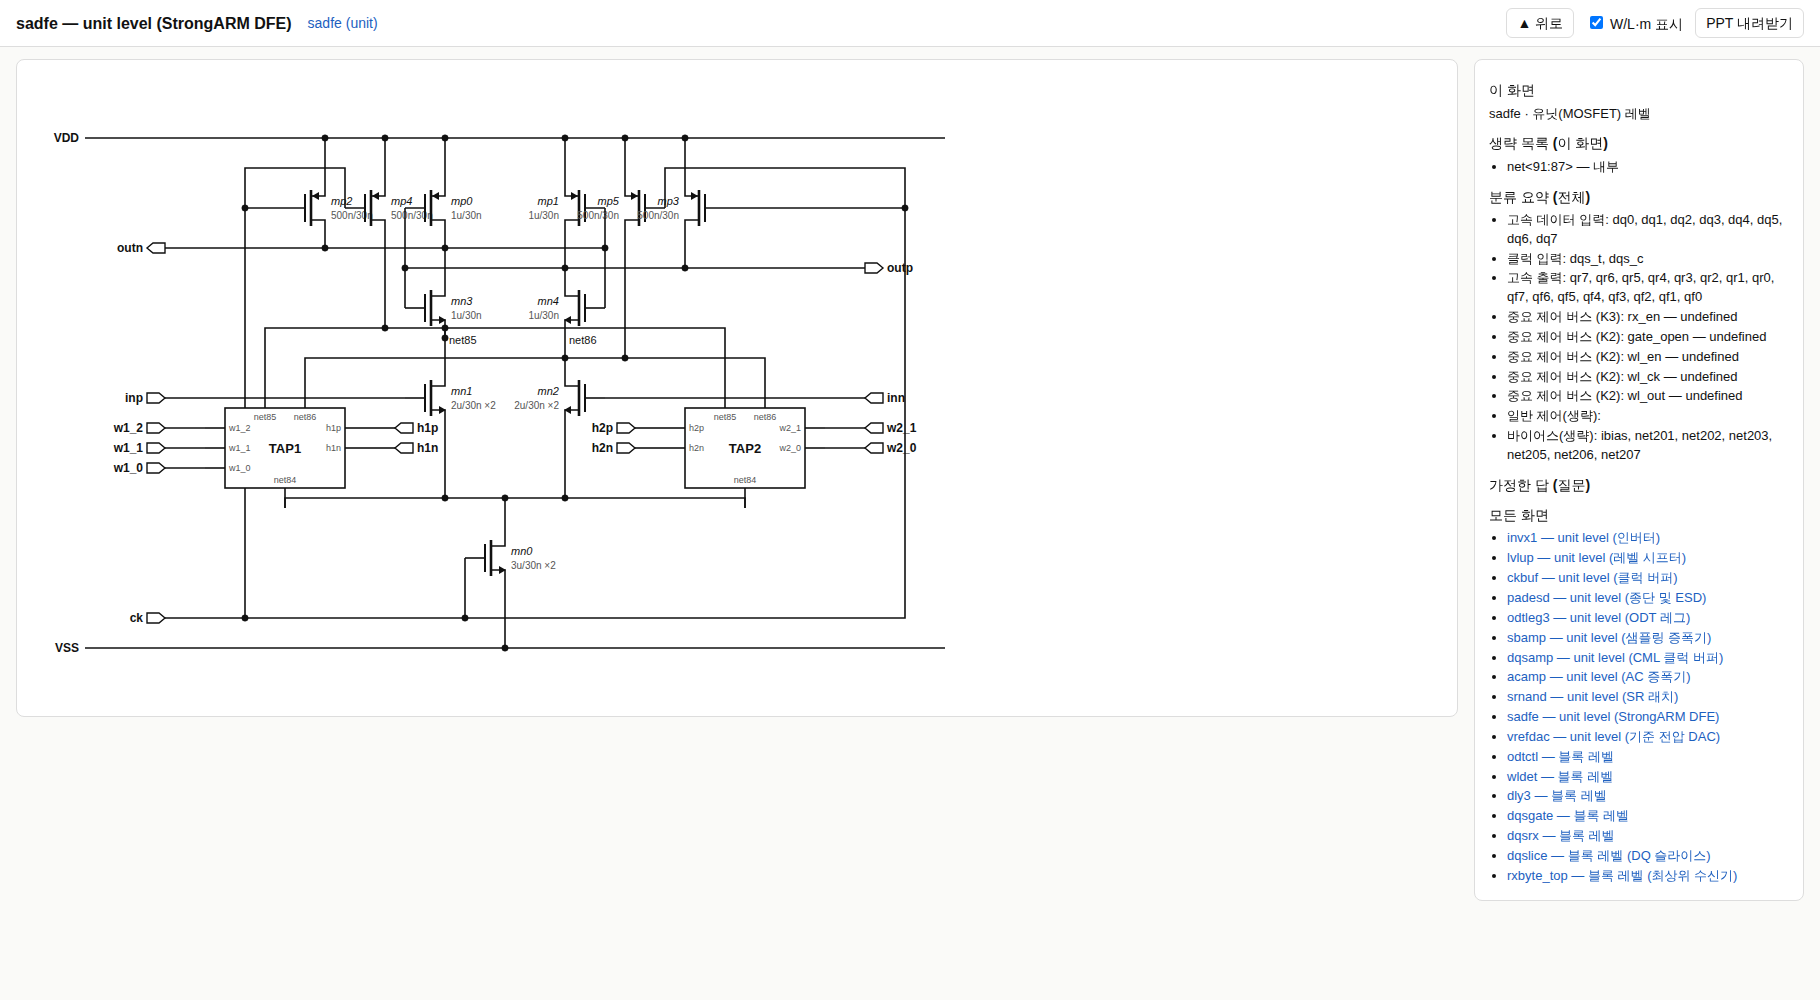 sadfe — unit level (StrongARM DFE) sadfe (unit)
▲ 위로 W/L·m 표시 PPT 내려받기
VDD
mp2 mp4 mp0 mp1 mp5 mp3
500n/30n 500n/30n 1u/30n 1u/30n 500n/30n 500n/30n
outn
outp
mn3 mn4
1u/30n 1u/30n
net85 net86
mn1 mn2
inp inn
2u/30n ×2 2u/30n ×2
net85 net86 net85 net86
w1_2 w1_2 h1p h1p h2p h2p w2_1 w2_1
w1_1 w1_1 TAP1 h1n h1n h2n h2n TAP2 w2_0 w2_0
w1_0 w1_0
net84 net84
mn0
3u/30n ×2
ck
VSS
이 화면
sadfe · 유닛(MOSFET) 레벨
생략 목록 (이 화면)
net<91:87> — 내부
분류 요약 (전체)
고속 데이터 입력: dq0, dq1, dq2, dq3, dq4, dq5,
dq6, dq7
클럭 입력: dqs_t, dqs_c
고속 출력: qr7, qr6, qr5, qr4, qr3, qr2, qr1, qr0,
qf7, qf6, qf5, qf4, qf3, qf2, qf1, qf0
중요 제어 버스 (K3): rx_en — undefined
중요 제어 버스 (K2): gate_open — undefined
중요 제어 버스 (K2): wl_en — undefined
중요 제어 버스 (K2): wl_ck — undefined
중요 제어 버스 (K2): wl_out — undefined
일반 제어(생략):
바이어스(생략): ibias, net201, net202, net203,
net205, net206, net207
가정한 답 (질문)
모든 화면
invx1 — unit level (인버터)
lvlup — unit level (레벨 시프터)
ckbuf — unit level (클럭 버퍼)
padesd — unit level (종단 및 ESD)
odtleg3 — unit level (ODT 레그)
sbamp — unit level (샘플링 증폭기)
dqsamp — unit level (CML 클럭 버퍼)
acamp — unit level (AC 증폭기)
srnand — unit level (SR 래치)
sadfe — unit level (StrongARM DFE)
vrefdac — unit level (기준 전압 DAC)
odtctl — 블록 레벨
wldet — 블록 레벨
dly3 — 블록 레벨
dqsgate — 블록 레벨
dqsrx — 블록 레벨
dqslice — 블록 레벨 (DQ 슬라이스)
rxbyte_top — 블록 레벨 (최상위 수신기)